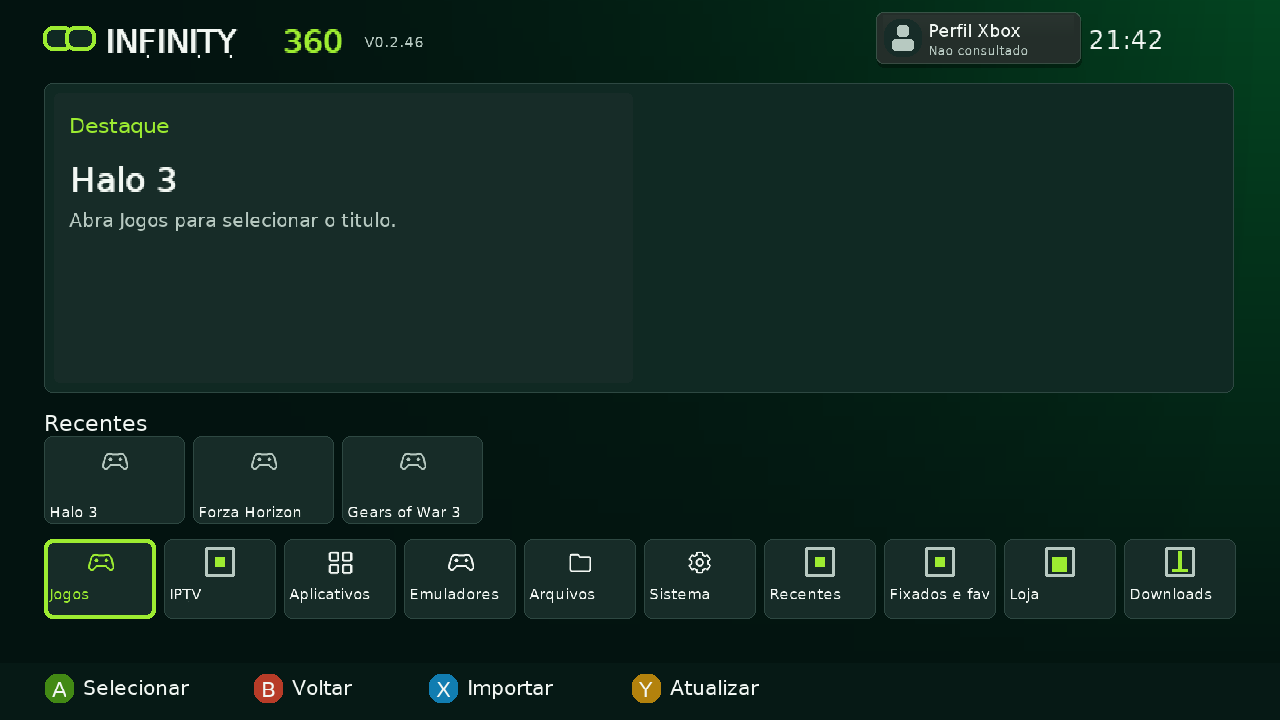 INFINITY 360 V0.2.46
Perfil Xbox
Nao consultado
21:42
Destaque
Halo 3
Abra Jogos para selecionar o titulo.
Recentes
Halo 3
Forza Horizon
Gears of War 3
Jogos
IPTV
Aplicativos
Emuladores
Arquivos
Sistema
Recentes
Fixados e fav
Loja
Downloads
A Selecionar
B Voltar
X Importar
Y Atualizar